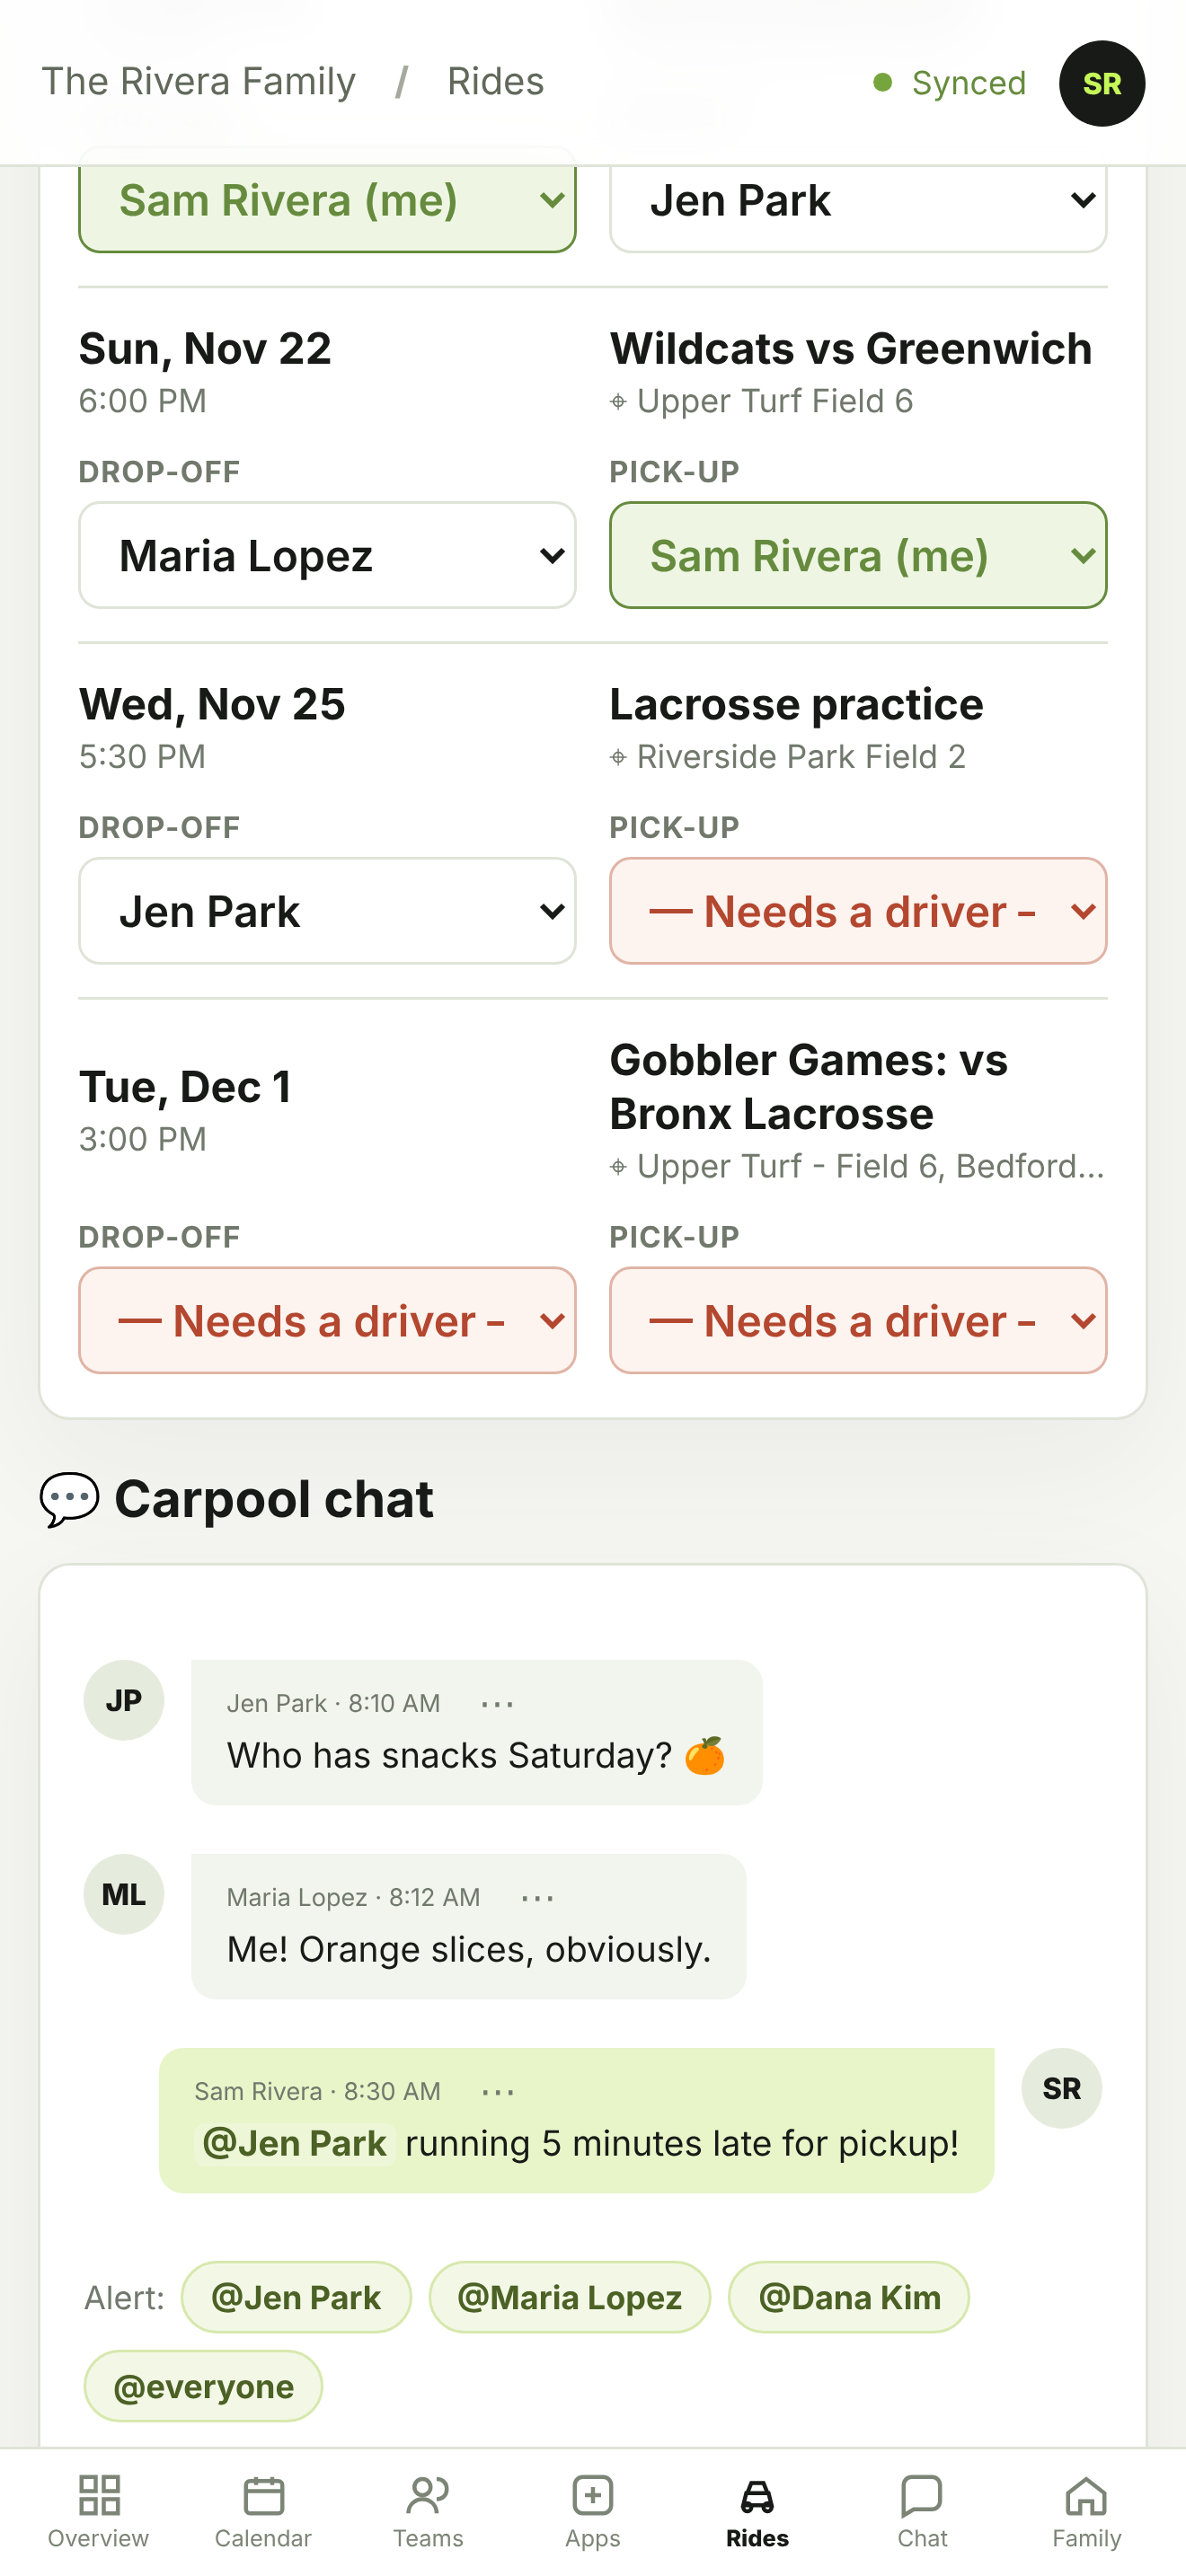 The Rivera Family / Rides
Synced
SR
Sam Rivera (me)
Jen Park
Sun, Nov 22
6:00 PM
Wildcats vs Greenwich
⌖ Upper Turf Field 6
DROP-OFF
Maria Lopez
PICK-UP
Sam Rivera (me)
Wed, Nov 25
5:30 PM
Lacrosse practice
⌖ Riverside Park Field 2
DROP-OFF
Jen Park
PICK-UP
— Needs a driver –
Tue, Dec 1
3:00 PM
Gobbler Games: vs
Bronx Lacrosse
⌖ Upper Turf - Field 6, Bedford...
DROP-OFF
— Needs a driver –
PICK-UP
— Needs a driver –
💬 Carpool chat
JP
Jen Park · 8:10 AM ···
Who has snacks Saturday? 🍊
ML
Maria Lopez · 8:12 AM ···
Me! Orange slices, obviously.
Sam Rivera · 8:30 AM ···
@Jen Park running 5 minutes late for pickup!
SR
Alert: @Jen Park @Maria Lopez @Dana Kim
@everyone
Overview
Calendar
Teams
Apps
Rides
Chat
Family